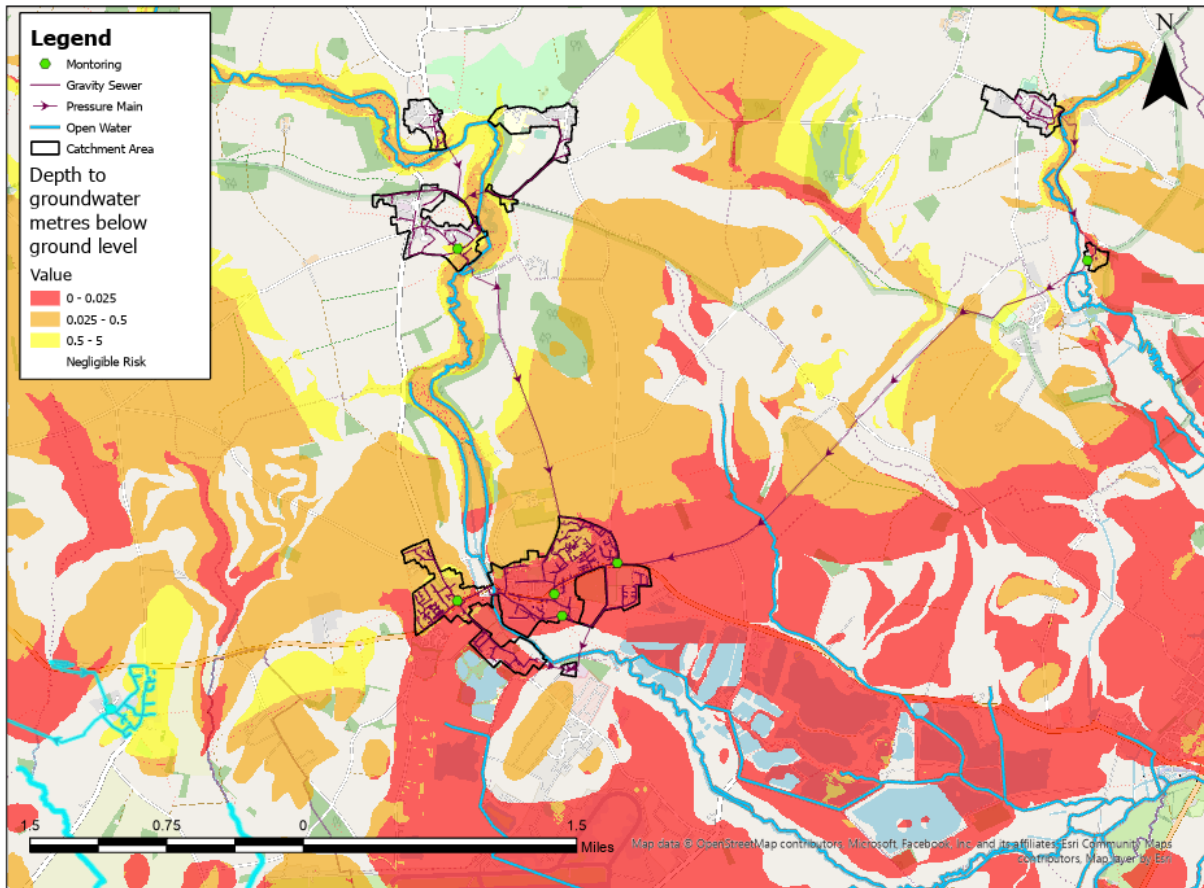 Legend
Montoring
Gravity Sewer
Pressure Main
Open Water
Catchment Area
Depth to
groundwater
metres below
ground level
Value
0 - 0.025
0.025 - 0.5
0.5 - 5
Negligible Risk
N
1.5 0.75 0 1.5
Miles
Map data © OpenStreetMap contributors, Microsoft, Facebook, Inc. and its affiliates, Esri Community Maps
contributors, Map layer by Esri